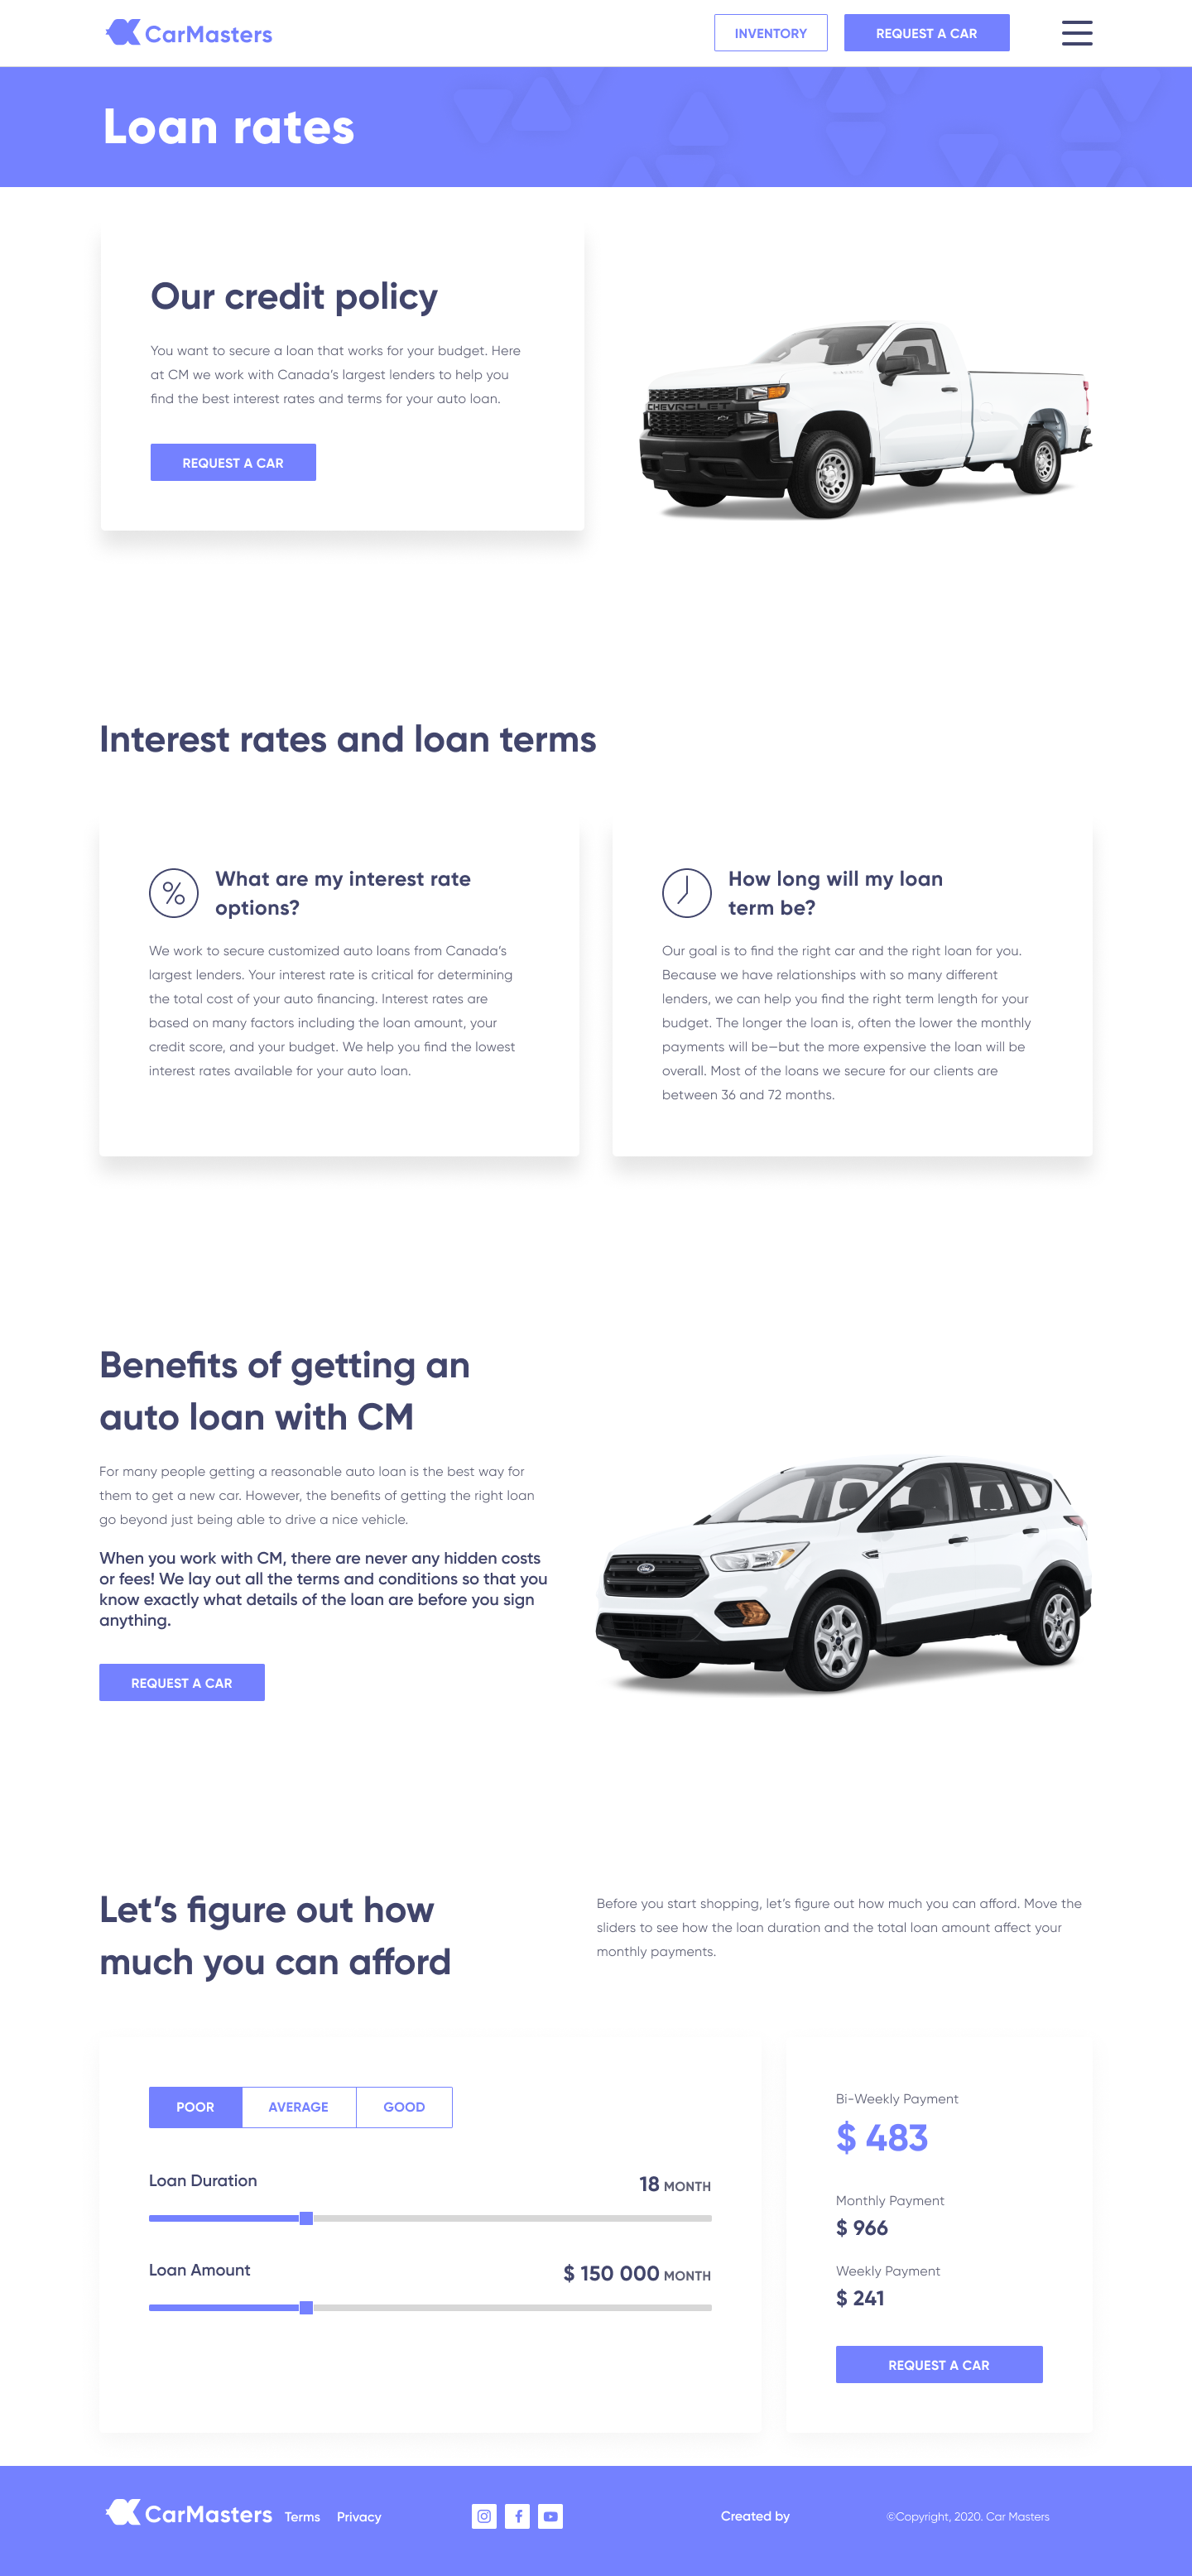 CarMasters
INVENTORY
REQUEST A CAR
Loan rates
Our credit policy
You want to secure a loan that works for your budget. Here
at CM we work with Canada’s largest lenders to help you
find the best interest rates and terms for your auto loan.
REQUEST A CAR
CHEVROLET
Interest rates and loan terms
%
What are my interest rate
options?
We work to secure customized auto loans from Canada’s
largest lenders. Your interest rate is critical for determining
the total cost of your auto financing. Interest rates are
based on many factors including the loan amount, your
credit score, and your budget. We help you find the lowest
interest rates available for your auto loan.
How long will my loan
term be?
Our goal is to find the right car and the right loan for you.
Because we have relationships with so many different
lenders, we can help you find the right term length for your
budget. The longer the loan is, often the lower the monthly
payments will be—but the more expensive the loan will be
overall. Most of the loans we secure for our clients are
between 36 and 72 months.
Benefits of getting an
auto loan with CM
For many people getting a reasonable auto loan is the best way for
them to get a new car. However, the benefits of getting the right loan
go beyond just being able to drive a nice vehicle.
When you work with CM, there are never any hidden costs
or fees! We lay out all the terms and conditions so that you
know exactly what details of the loan are before you sign
anything.
REQUEST A CAR
Ford
Let’s figure out how
much you can afford
Before you start shopping, let’s figure out how much you can afford. Move the
sliders to see how the loan duration and the total loan amount affect your
monthly payments.
POOR
AVERAGE
GOOD
Loan Duration
18 MONTH
Loan Amount
$ 150 000 MONTH
Bi-Weekly Payment
$ 483
Monthly Payment
$ 966
Weekly Payment
$ 241
REQUEST A CAR
CarMasters
Terms
Privacy
Created by
©Copyright, 2020. Car Masters